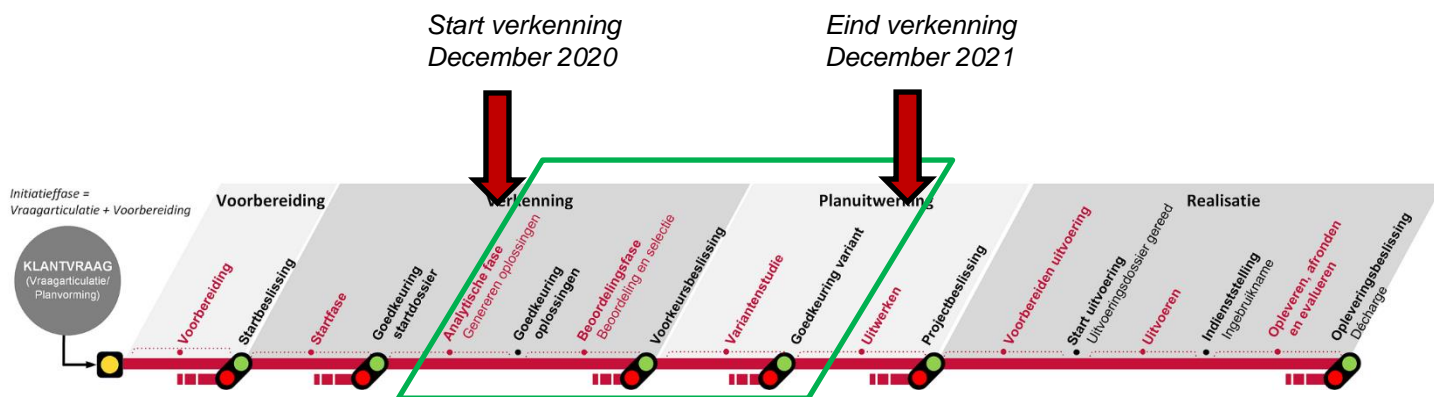 Start verkenning
December 2020
Eind verkenning
December 2021
Initieffase =
Vraagarticulatie + Voorbereiding
KLANTVRAAG
(Vraagarticulatie/
Planvorming)
Voorbereiding
Verkenning
Planuitwerking
Realisatie
Voorbereiding
Startbeslissing
Startfase
Goedkeuring
startdossier
Analytische fase
Genereren oplossingen
Goedkeuring
oplossingen
Beoordelingsfase
Beoordeling en selectie
Voorkeursbeslissing
Variantenstudie
Goedkeuring variant
Uitwerken
Projectbeslissing
Voorbereiden uitvoering
Start uitvoering
Uitvoeringsdossier gereed
Uitvoeren
Indienststelling
Ingebruikname
Opleveren, afronden
en evalueren
Opleveringsbeslissing
Décharge